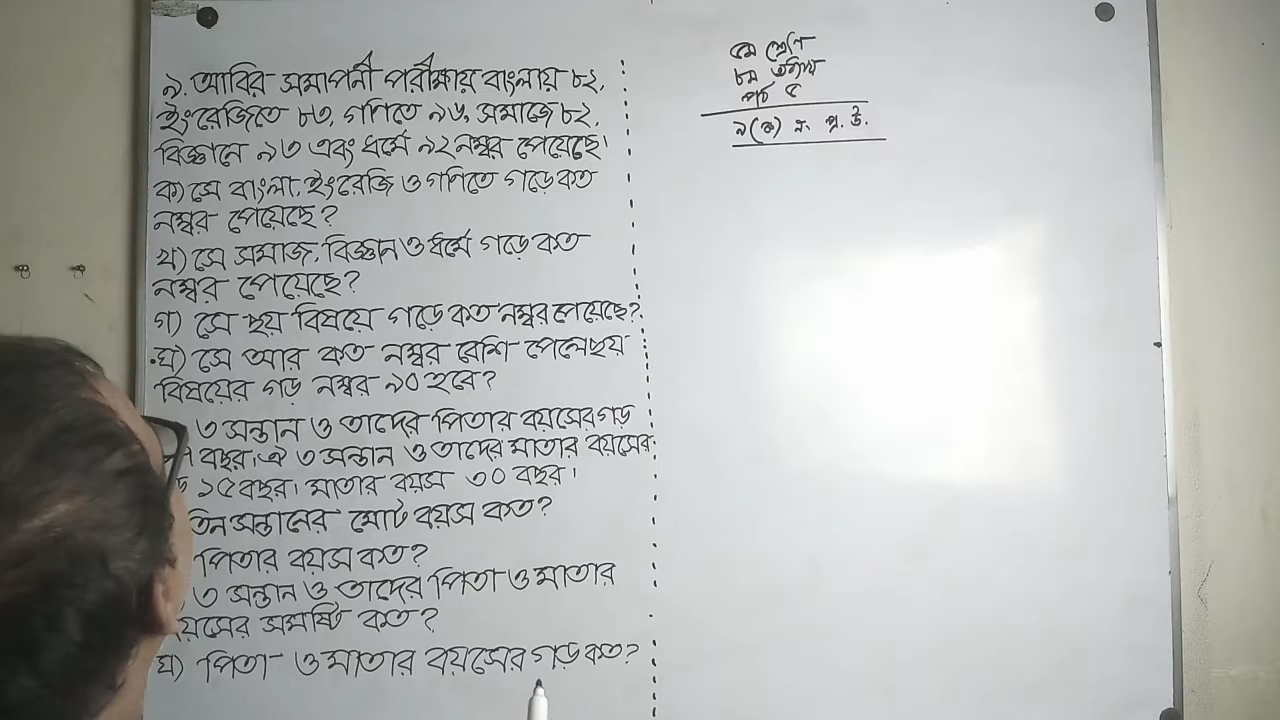 ৯. আবির সমাপনী পরীক্ষায় বাংলায় ৮২,
ইংরেজিতে ৮৩, গণিতে ৯৬, সমাজে ৮২,
বিজ্ঞানে ৯৩ এবং ধর্মে ৯২ নম্বর পেয়েছে।
ক) সে বাংলা, ইংরেজি ও গণিতে গড়ে কত
নম্বর পেয়েছে?
খ) সে সমাজ, বিজ্ঞান ও ধর্মে গড়ে কত
নম্বর পেয়েছে?
গ) সে ছয় বিষয়ে গড়ে কত নম্বর পেয়েছে?
ঘ) সে আর কত নম্বর বেশি পেলে ছয়
বিষয়ের গড় নম্বর ৯০ হবে?
৩ সন্তান ও তাদের পিতার বয়সের গড়
বছর। ঐ ৩ সন্তান ও তাদের মাতার বয়সের
১৫ বছর। মাতার বয়স ৩০ বছর।
তিন সন্তানের মোট বয়স কত?
পিতার বয়স কত?
৩ সন্তান ও তাদের পিতা ও মাতার
বয়সের সমষ্টি কত?
ঘ) পিতা ও মাতার বয়সের গড় কত?
৫ম শ্রেণি
৮ম অধ্যায়
পাঠ ৫
৯(ক) ন. প্র. উ.